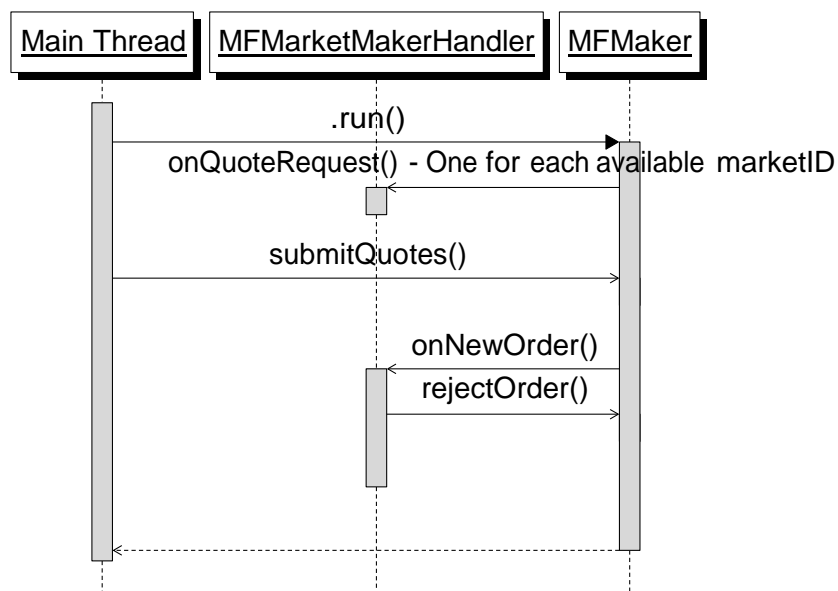 Main Thread
MFMarketMakerHandler
MFMaker
.run()
onQuoteRequest() - One for each available marketID
submitQuotes()
onNewOrder()
rejectOrder()